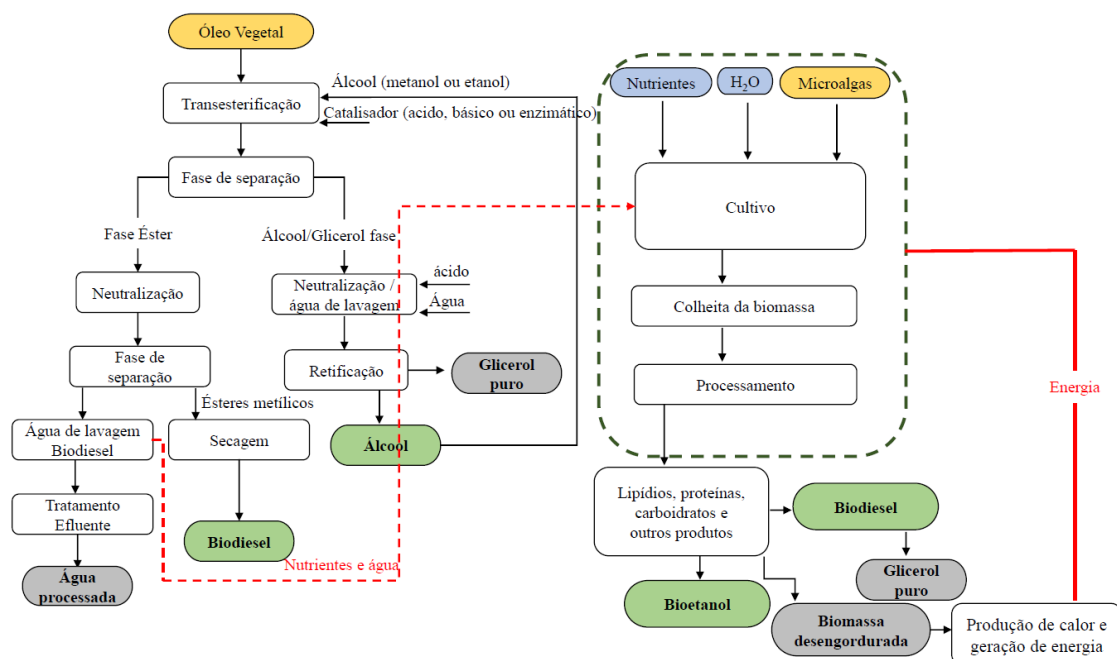 Óleo Vegetal
Álcool (metanol ou etanol)
Transesterificação
Catalisador (acido, básico ou enzimático)
Fase de separação
Fase Éster
Álcool/Glicerol fase
Neutralização
Neutralização /
água de lavagem
ácido
Água
Fase de
separação
Retificação
Glicerol
puro
Ésteres metílicos
Água de lavagem
Biodiesel
Secagem
Álcool
Tratamento
Efluente
Biodiesel
Nutrientes e água
Água
processada
Nutrientes
H₂O
Microalgas
Cultivo
Colheita da biomassa
Processamento
Energia
Lipídios, proteínas,
carboidratos e
outros produtos
Biodiesel
Glicerol
puro
Bioetanol
Biomassa
desengordurada
Produção de calor e
geração de energia